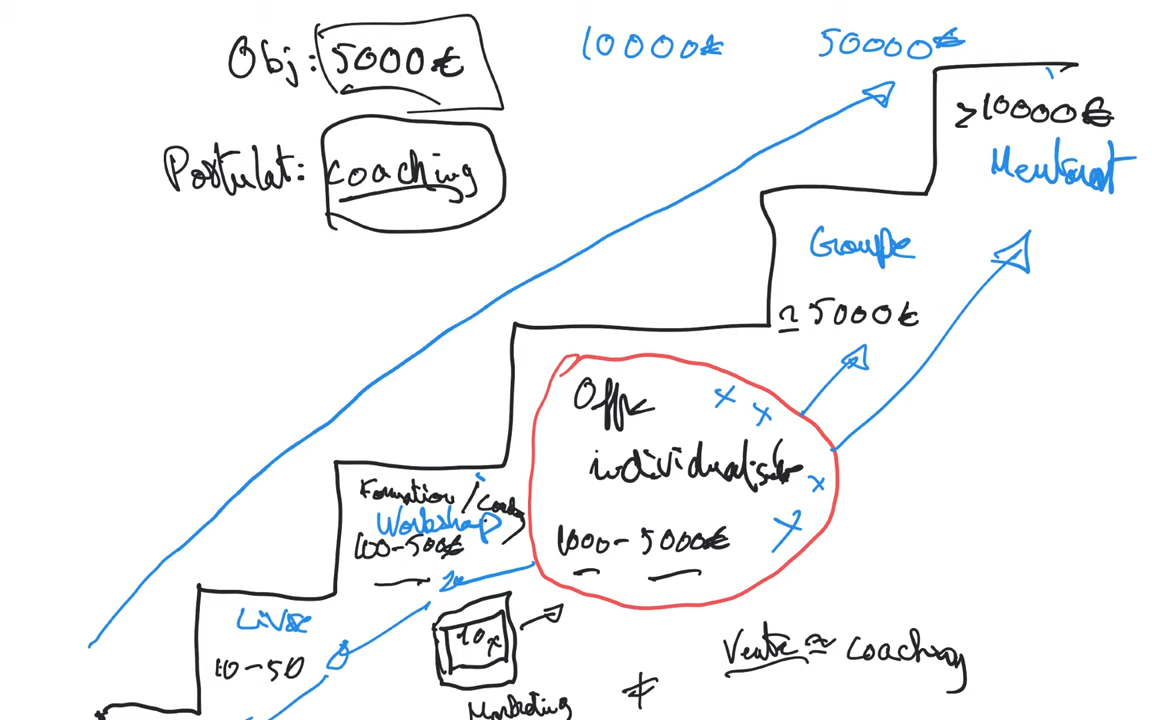 Obj: 5000€
10000€
50000€
Postulat: coaching
>10000€
Mentorat
Groupe
≃ 5000€
Offre
individualisée
1000 - 5000€
Formation /
Workshop
100-500€
Livre
10-50
10x
Marketing
≠
Vente ≈ coaching